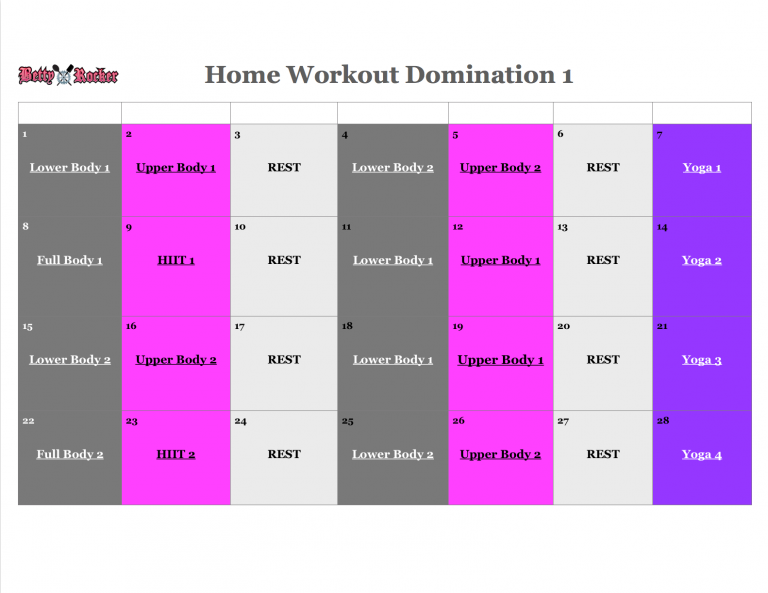 Betty Rocker
Home Workout Domination 1
1 2 3 4 5 6 7
Lower Body 1 Upper Body 1 REST Lower Body 2 Upper Body 2 REST Yoga 1
8 9 10 11 12 13 14
Full Body 1 HIIT 1 REST Lower Body 1 Upper Body 1 REST Yoga 2
15 16 17 18 19 20 21
Lower Body 2 Upper Body 2 REST Lower Body 1 Upper Body 1 REST Yoga 3
22 23 24 25 26 27 28
Full Body 2 HIIT 2 REST Lower Body 2 Upper Body 2 REST Yoga 4